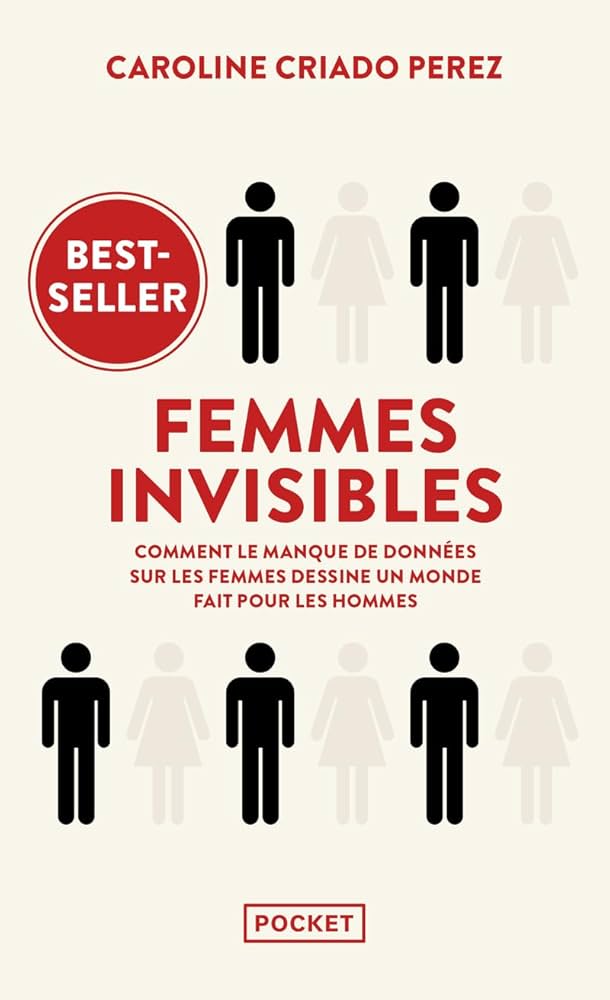 CAROLINE CRIADO PEREZ
BEST-
SELLER
FEMMES
INVISIBLES
COMMENT LE MANQUE DE DONNÉES
SUR LES FEMMES DESSINE UN MONDE
FAIT POUR LES HOMMES
POCKET